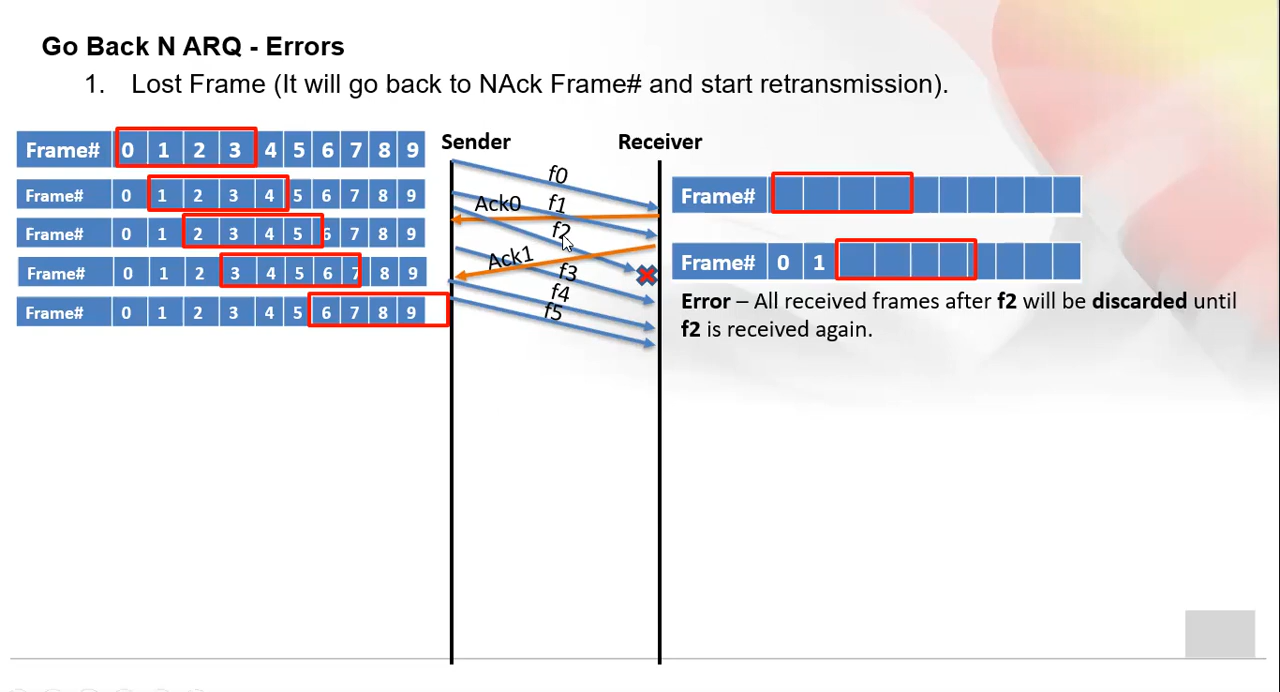 Go Back N ARQ - Errors
1. Lost Frame (It will go back to NAck Frame# and start retransmission).
Sender Receiver
Frame# 0 1 2 3 4 5 6 7 8 9
Frame# 0 1 2 3 4 5 6 7 8 9
Frame# 0 1 2 3 4 5 6 7 8 9
Frame# 0 1 2 3 4 5 6 7 8 9
Frame# 0 1 2 3 4 5 6 7 8 9
f0
Ack0 f1
f2
Ack1
f3
f4
f5
Frame#
Frame# 0 1
Error – All received frames after f2 will be discarded until
f2 is received again.